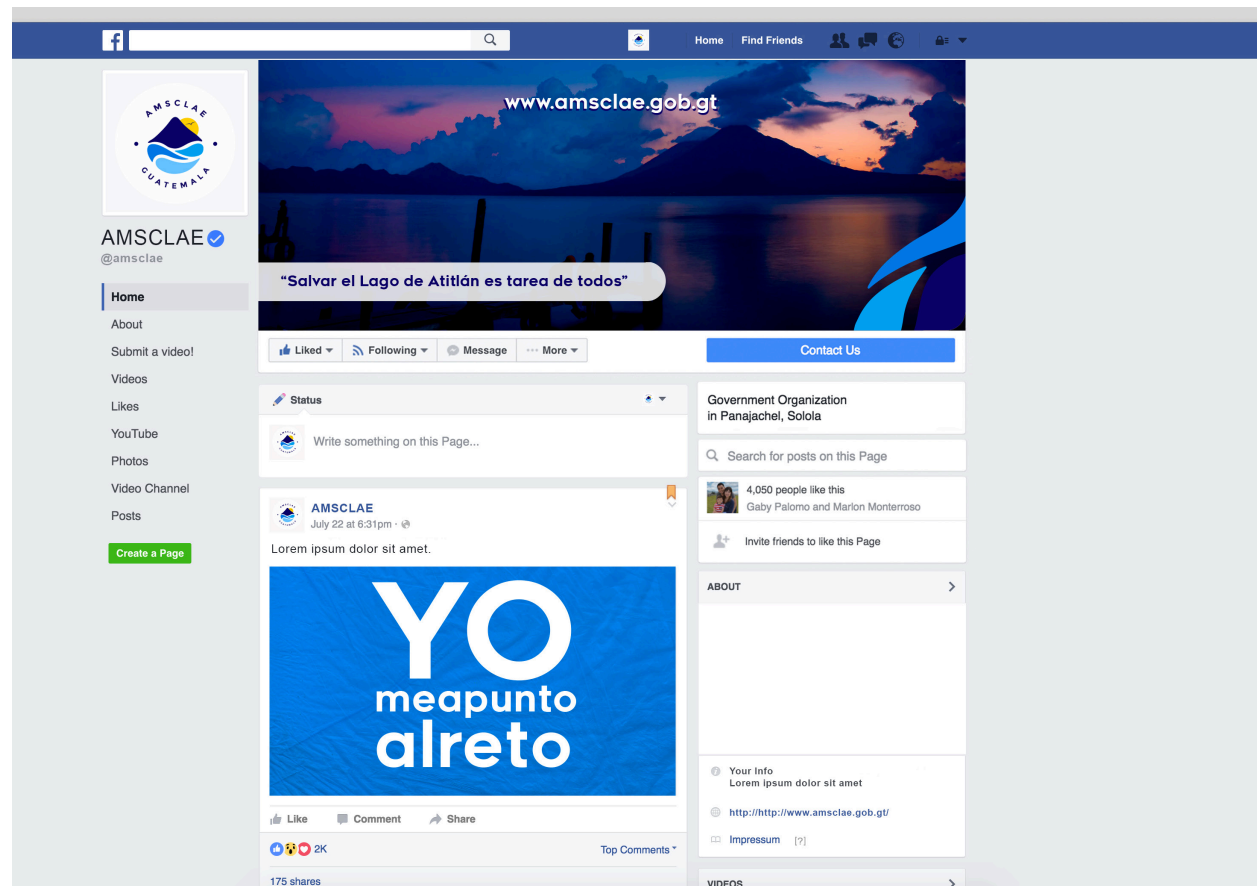 f
Home Find Friends
AMSCLAE
GUATEMALA
AMSCLAE
@amsclae
Home
About
Submit a video!
Videos
Likes
YouTube
Photos
Video Channel
Posts
Create a Page
www.amsclae.gob.gt
“Salvar el Lago de Atitlán es tarea de todos”
Liked Following Message ··· More
Contact Us
Status
Write something on this Page...
AMSCLAE
July 22 at 6:31pm ·
Lorem ipsum dolor sit amet.
YO
meapunto
alreto
Like Comment Share
2K Top Comments
175 shares
Government Organization
in Panajachel, Solola
Search for posts on this Page
4,050 people like this
Gaby Palomo and Marlon Monterroso
Invite friends to like this Page
ABOUT
Your Info
Lorem ipsum dolor sit amet
http://http://www.amsclae.gob.gt/
Impressum [?]
VIDEOS